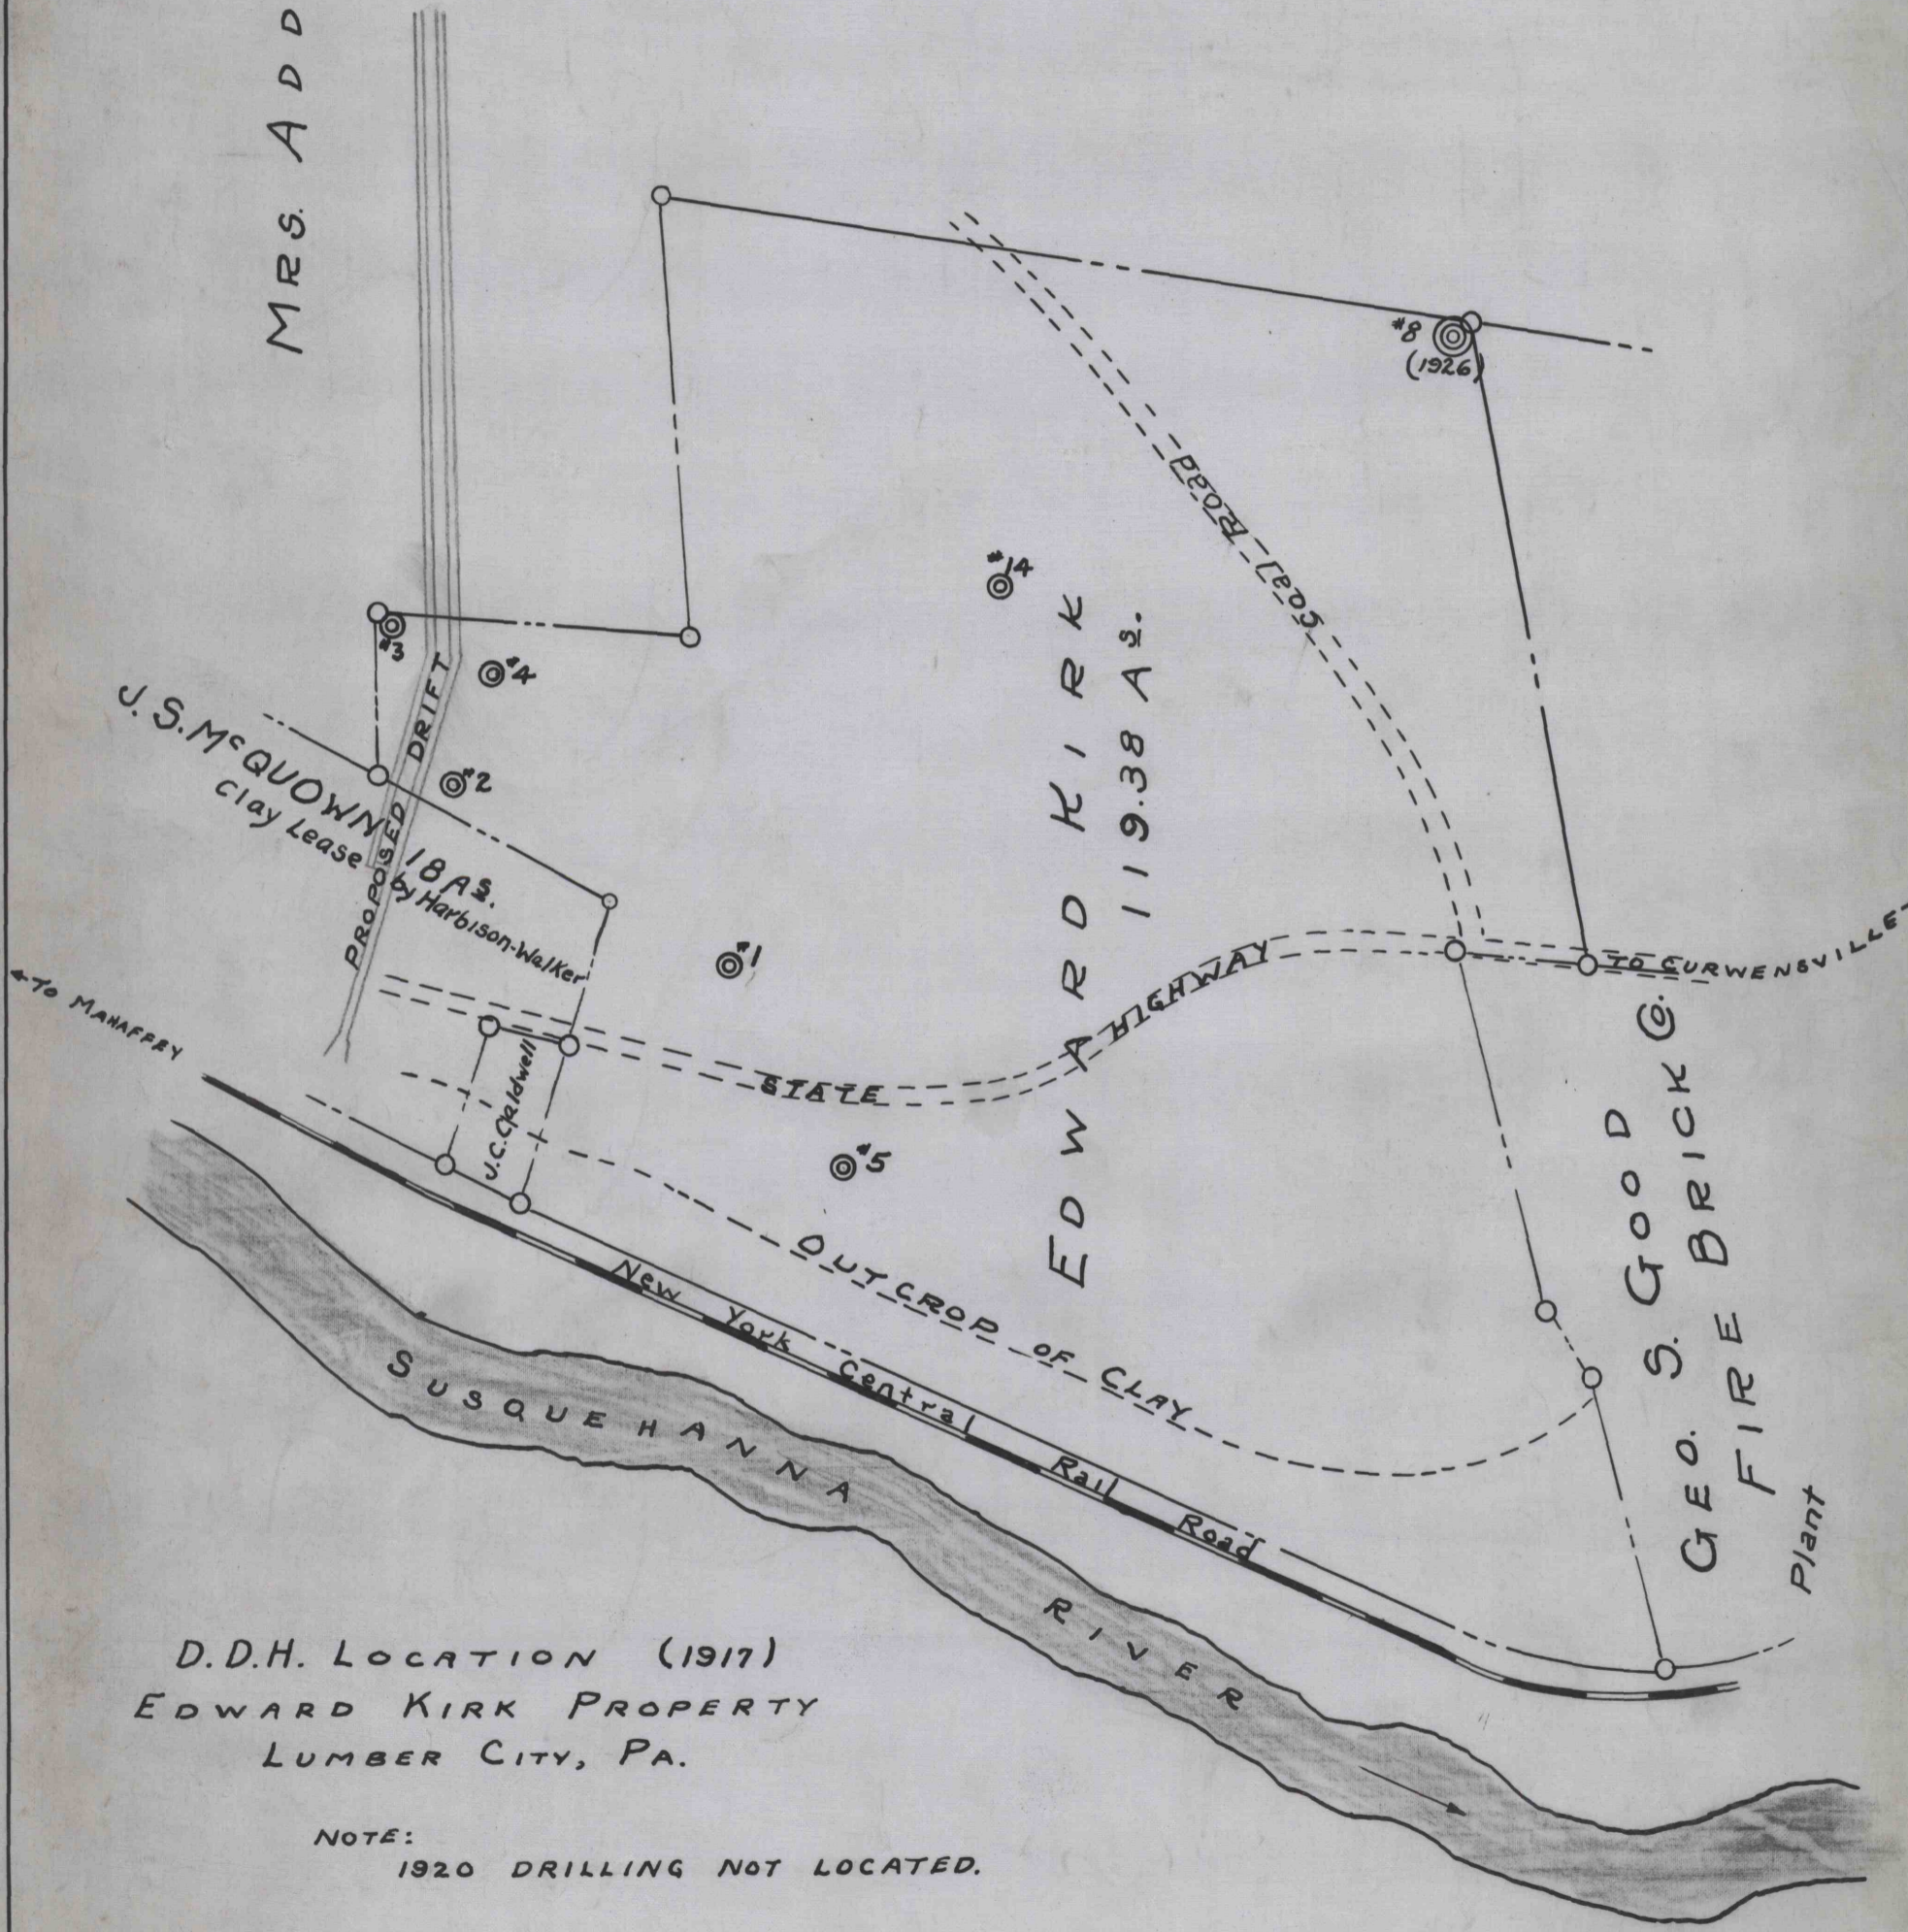 MRS. ADD
#8
(1926)
Coal Road
#14
#3
#4
#2
PROPOSED DRIFT
J. S. McQUOWN
18 As.
Clay Lease by Harbison-Walker
#1
EDWARD KIRK
119.38 As.
← TO MAHAFFEY
STATE HIGHWAY
TO CURWENSVILLE
J.C. Caldwell
#5
OUTCROP OF CLAY
GEO. S. GOOD
FIRE BRICK Co.
Plant
New York Central Rail Road
SUSQUEHANNA RIVER
D.D.H. LOCATION (1917)
EDWARD KIRK PROPERTY
LUMBER CITY, PA.
NOTE:
1920 DRILLING NOT LOCATED.